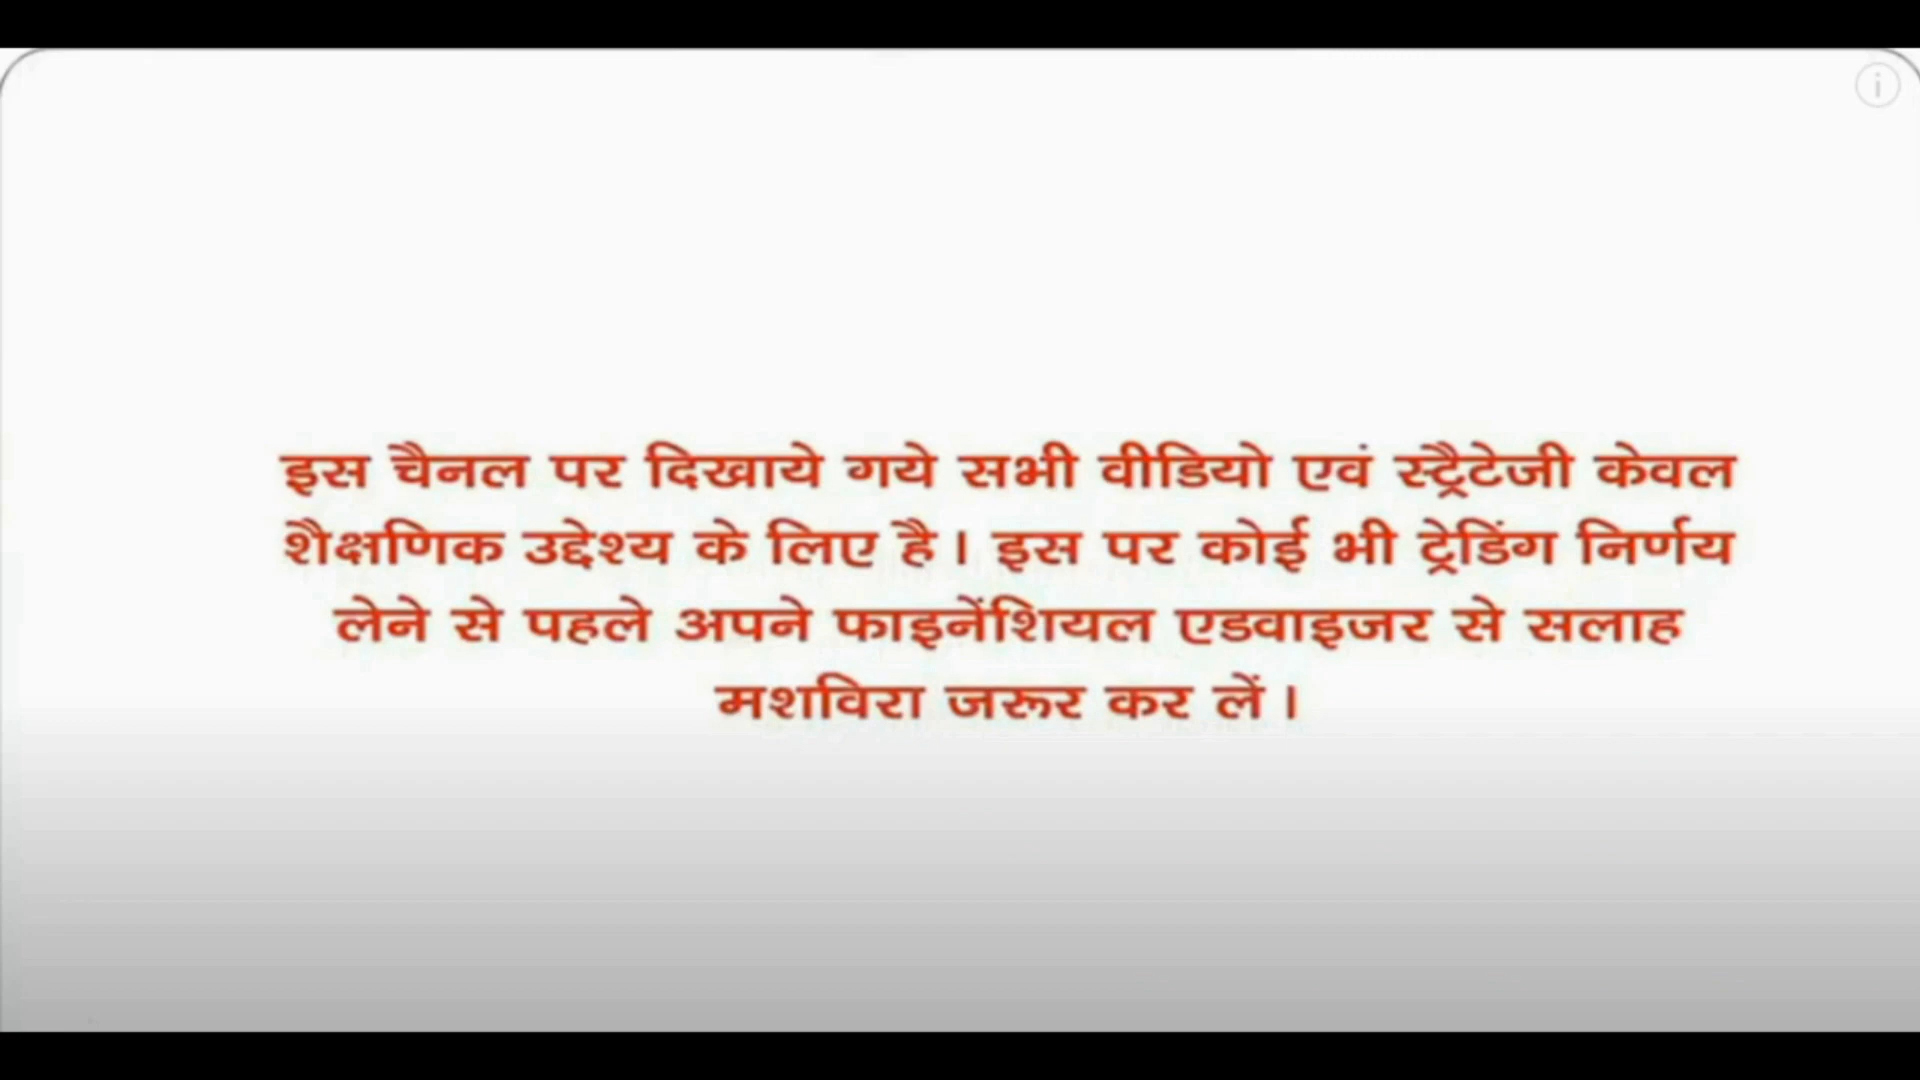 इस चैनल पर दिखाये गये सभी वीडियो एवं स्ट्रैटेजी केवल
शैक्षणिक उद्देश्य के लिए है। इस पर कोई भी ट्रेडिंग निर्णय
लेने से पहले अपने फाइनेंशियल एडवाइजर से सलाह
मशविरा जरूर कर लें।